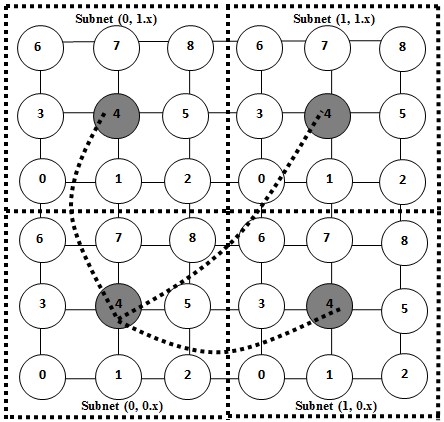 Subnet (0, 1.x) Subnet (1, 1.x)
6 7 8 6 7 8
3 4 5 3 4 5
0 1 2 0 1 2
6 7 8 6 7 8
3 4 5 3 4 5
0 1 2 0 1 2
Subnet (0, 0.x) Subnet (1, 0.x)